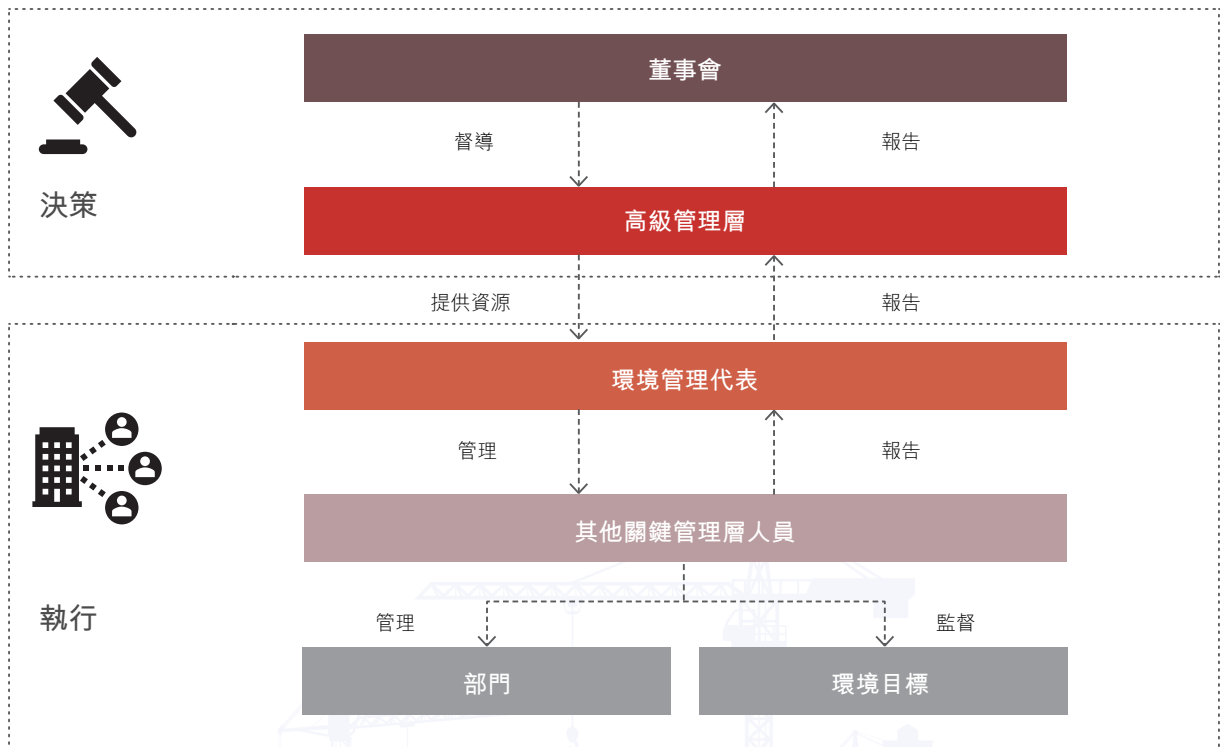 董事會
督導
報告
決策
高級管理層
提供資源
報告
環境管理代表
管理
報告
其他關鍵管理層人員
執行
管理
監督
部門
環境目標